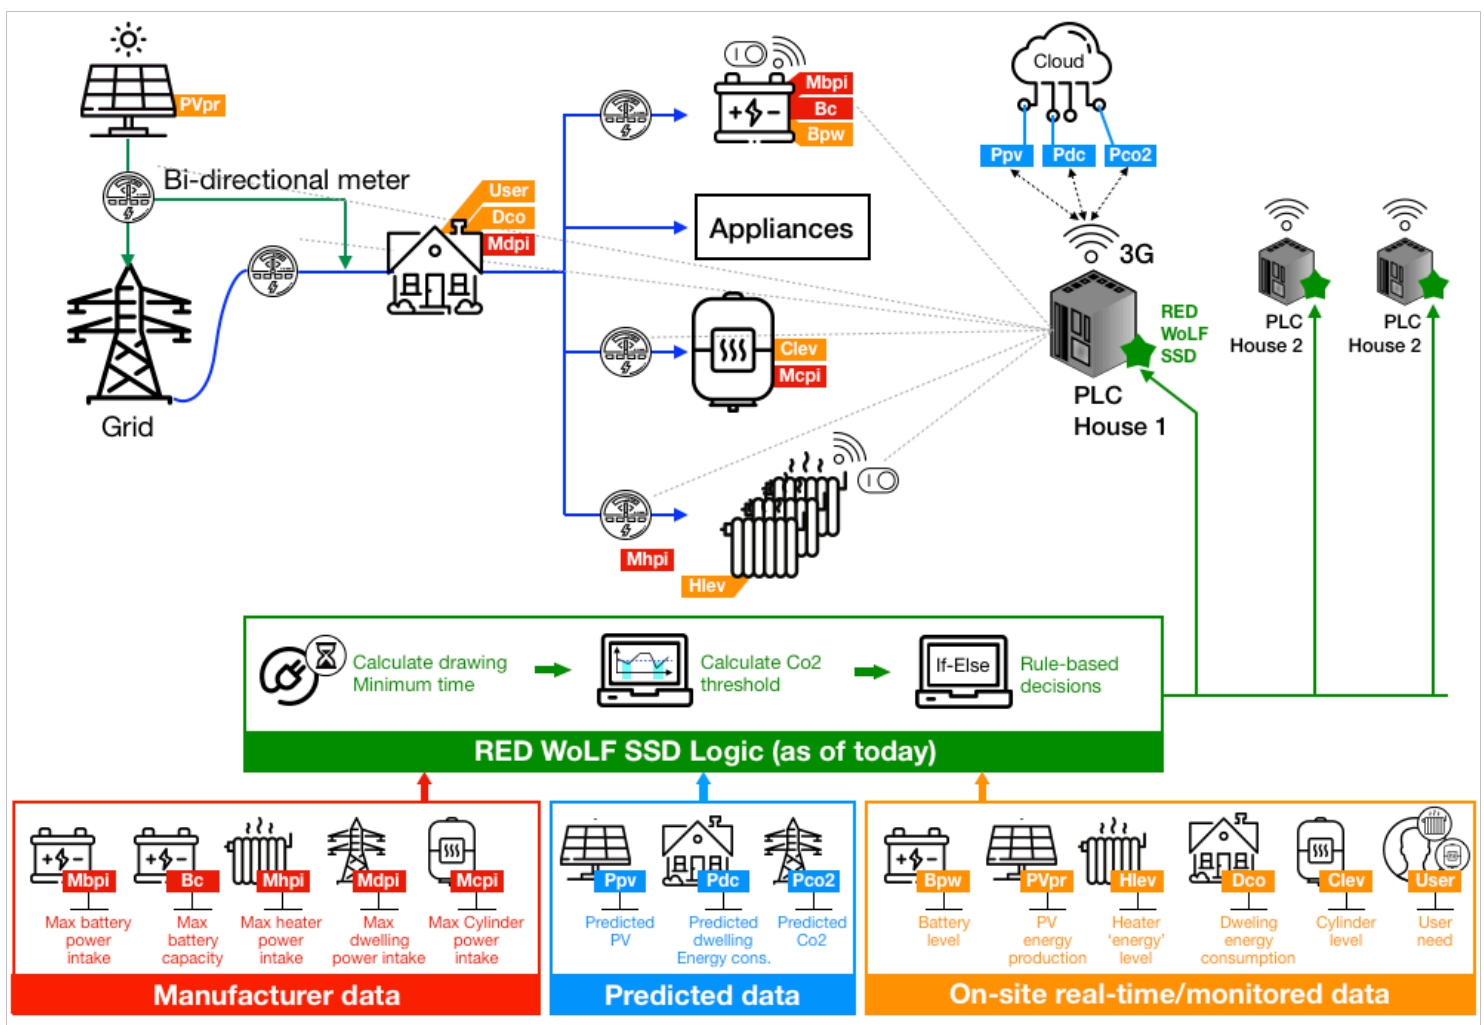 PVpr
Bi-directional meter
Grid
User
Dco
Mdpi
Mbpi
Bc
Bpw
Appliances
Clev
Mcpi
Mhpi
Hlev
Cloud
Ppv
Pdc
Pco2
3G
RED
WoLF
SSD
PLC
House 1
PLC
House 2
PLC
House 2
Calculate drawing
Minimum time
Calculate Co2
threshold
If-Else
Rule-based
decisions
RED WoLF SSD Logic (as of today)
Mbpi
Max battery
power
intake
Bc
Max
battery
capacity
Mhpi
Max heater
power
intake
Mdpi
Max
dwelling
power intake
Mcpi
Max Cylinder
power
intake
Manufacturer data
Ppv
Predicted
PV
Pdc
Predicted
dwelling
Energy cons.
Pco2
Predicted
Co2
Predicted data
Bpw
Battery
level
PVpr
PV
energy
production
Hlev
Heater
'energy'
level
Dco
Dweling
energy
consumption
Clev
Cylinder
level
User
User
need
On-site real-time/monitored data